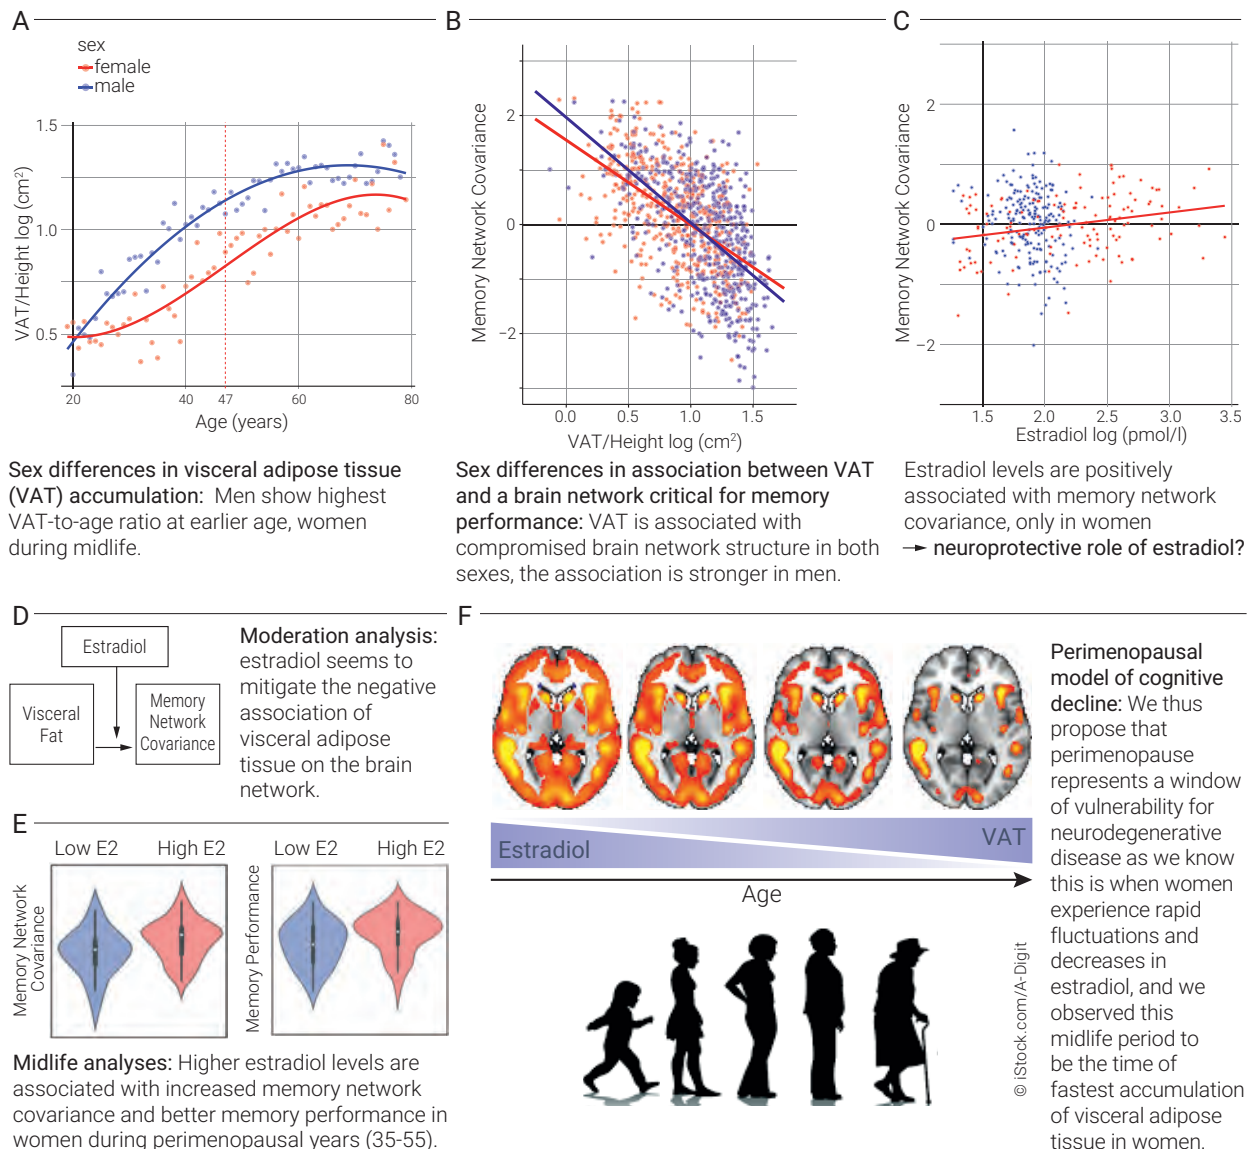 A
sex
female
male
VAT/Height log (cm²)
1.5
1.0
0.5
20
40
47
60
80
Age (years)
Sex differences in visceral adipose tissue
(VAT) accumulation: Men show highest
VAT-to-age ratio at earlier age, women
during midlife.
B
Memory Network Covariance
2
0
−2
0.0
0.5
1.0
1.5
VAT/Height log (cm²)
Sex differences in association between VAT
and a brain network critical for memory
performance: VAT is associated with
compromised brain network structure in both
sexes, the association is stronger in men.
C
Memory Network Covariance
2
0
−2
1.5
2.0
2.5
3.0
3.5
Estradiol log (pmol/l)
Estradiol levels are positively
associated with memory network
covariance, only in women
→ neuroprotective role of estradiol?
D
Estradiol
Visceral
Fat
Memory
Network
Covariance
Moderation analysis:
estradiol seems to
mitigate the negative
association of
visceral adipose
tissue on the brain
network.
E
Low E2
High E2
Memory Network
Covariance
Low E2
High E2
Memory Performance
Midlife analyses: Higher estradiol levels are
associated with increased memory network
covariance and better memory performance in
women during perimenopausal years (35-55).
F
Estradiol
VAT
Age
© iStock.com/A-Digit
Perimenopausal
model of cognitive
decline: We thus
propose that
perimenopause
represents a window
of vulnerability for
neurodegenerative
disease as we know
this is when women
experience rapid
fluctuations and
decreases in
estradiol, and we
observed this
midlife period to
be the time of
fastest accumulation
of visceral adipose
tissue in women.